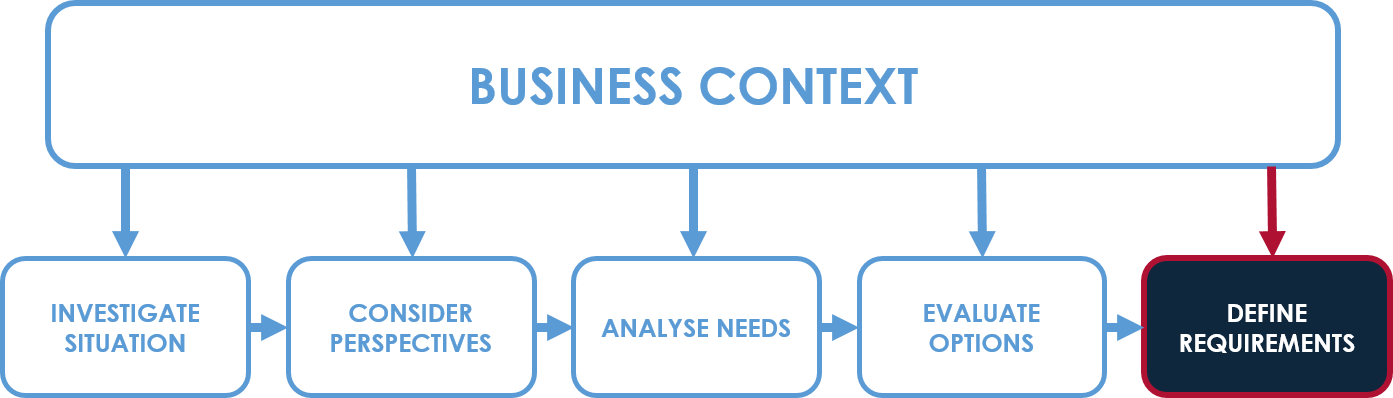 BUSINESS CONTEXT
INVESTIGATE
SITUATION
CONSIDER
PERSPECTIVES
ANALYSE NEEDS
EVALUATE
OPTIONS
DEFINE
REQUIREMENTS